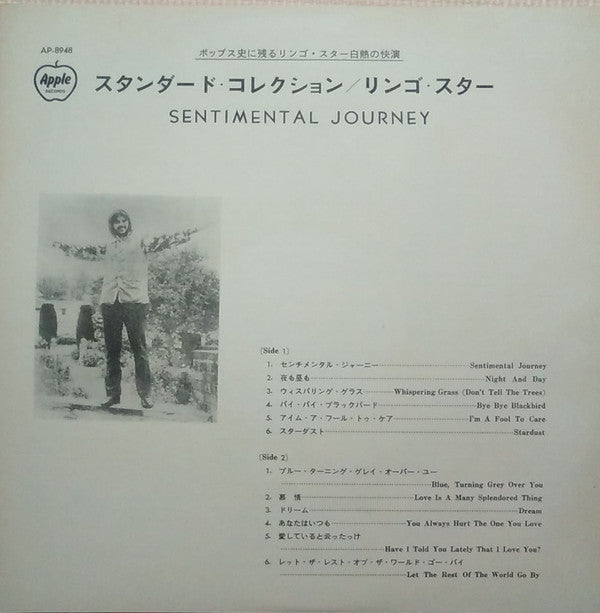 AP-8948
ポップス史に残るリンゴ・スター白熱の快演
Apple
RECORDS
スタンダード・コレクション/リンゴ・スター
SENTIMENTAL JOURNEY
〔Side 1〕
1. センチメンタル・ジャーニー Sentimental Journey
2. 夜も昼も Night And Day
3. ウィスパリング・グラス Whispering Grass (Don't Tell The Trees)
4. バイ・バイ・ブラックバード Bye Bye Blackbird
5. アイム・ア・フール・トゥ・ケア I'm A Fool To Care
6. スターダスト Stardust
〔Side 2〕
1. ブルー・ターニング・グレイ・オーバー・ユー
Blue, Turning Grey Over You
2. 慕情 Love Is A Many Splendored Thing
3. ドリーム Dream
4. あなたはいつも You Always Hurt The One You Love
5. 愛していると云ったっけ
Have I Told You Lately That I Love You?
6. レット・ザ・レスト・オブ・ザ・ワールド・ゴー・バイ
Let The Rest Of The World Go By